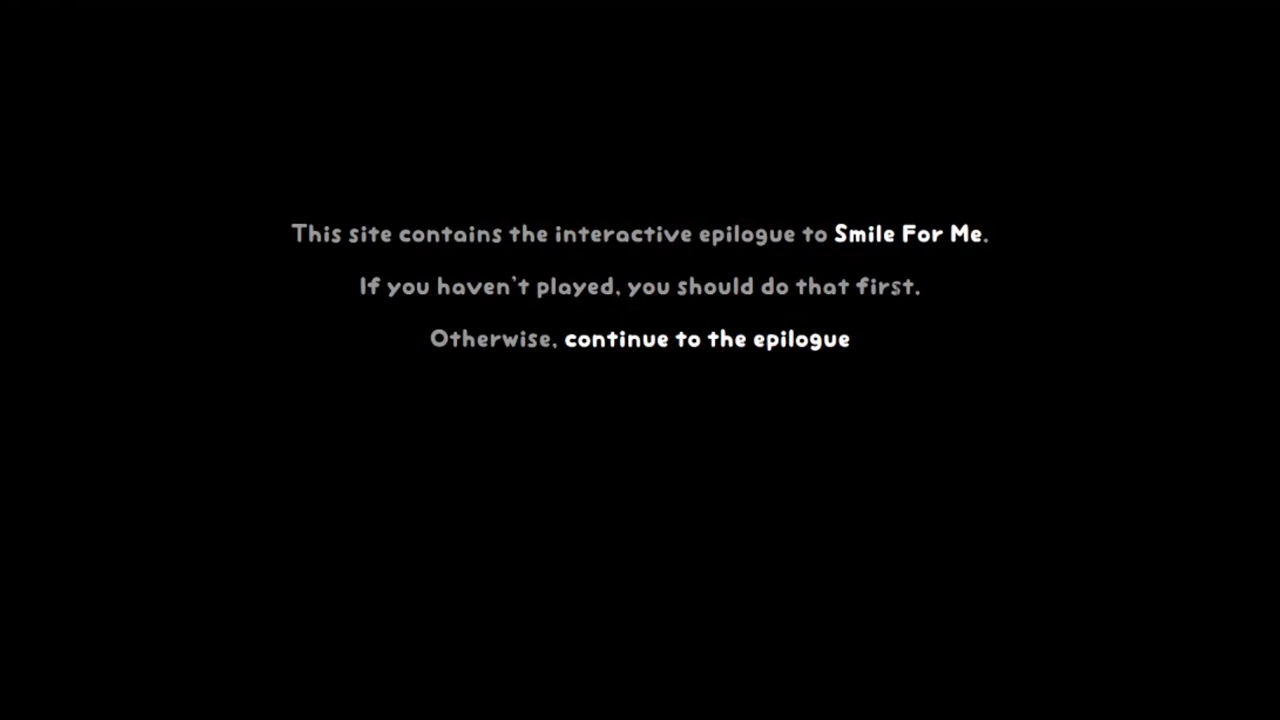 This site contains the interactive epilogue to Smile For Me.
If you haven't played, you should do that first.
Otherwise, continue to the epilogue